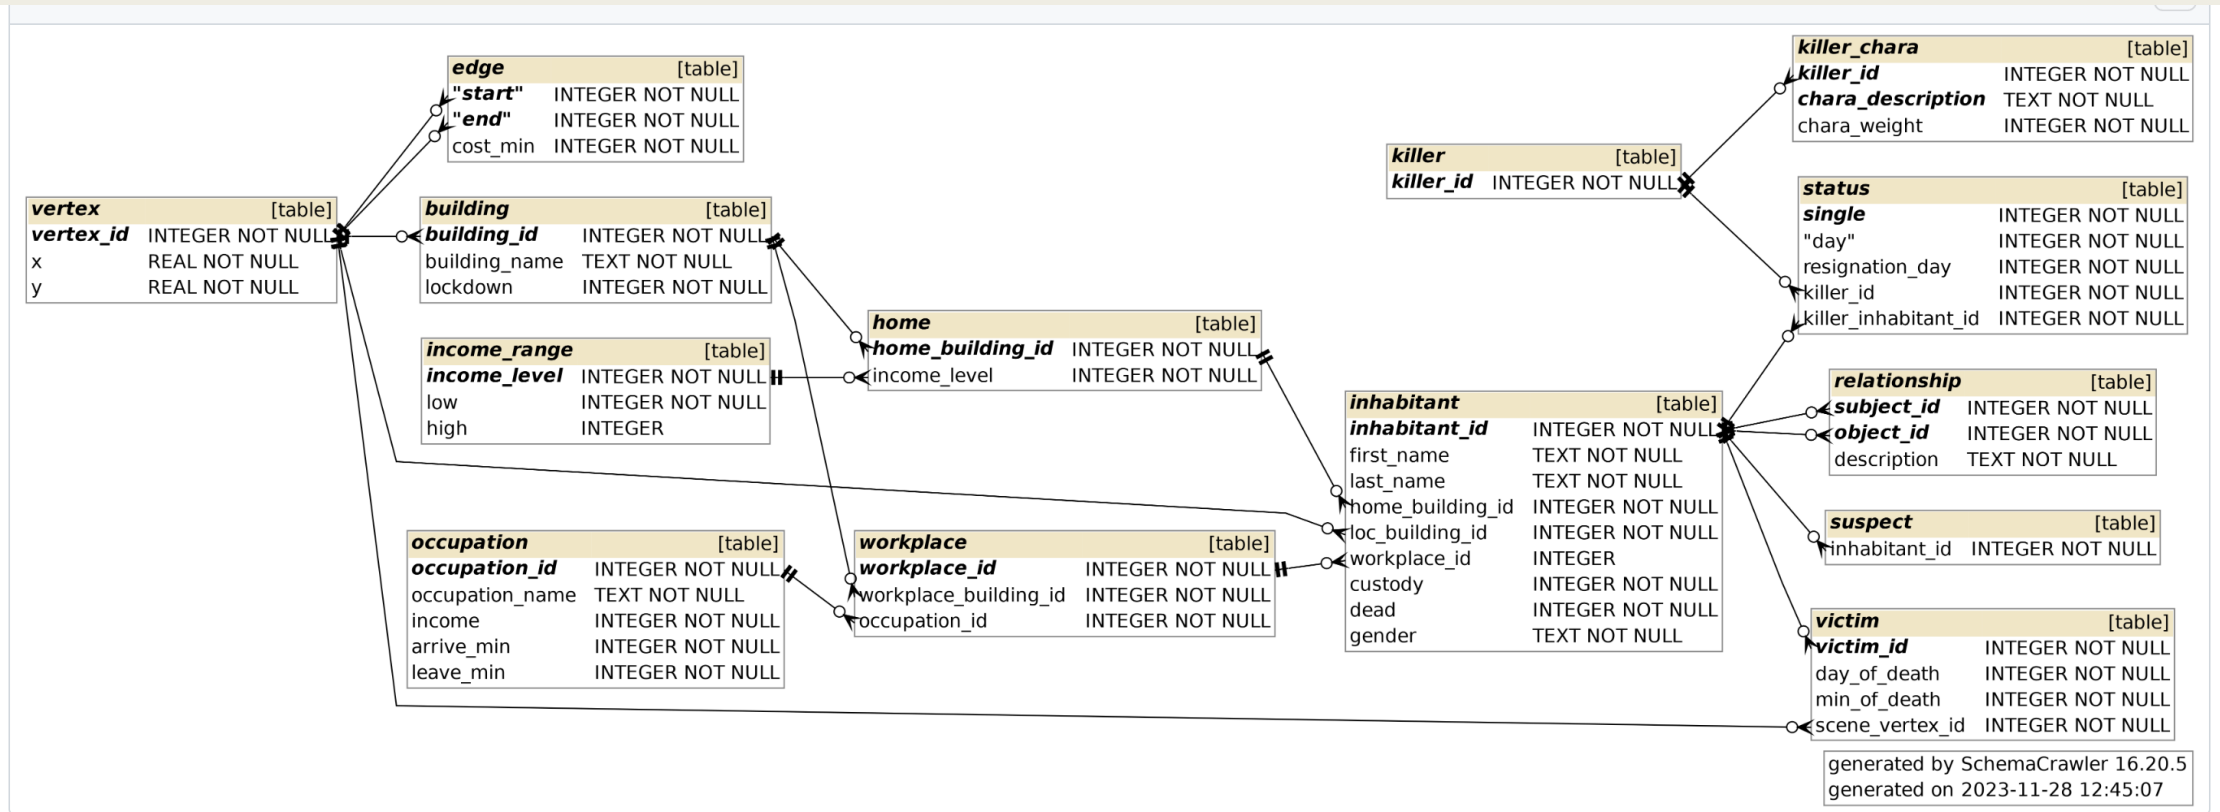 edge [table]
"start" INTEGER NOT NULL
"end" INTEGER NOT NULL
cost_min INTEGER NOT NULL
vertex [table]
vertex_id INTEGER NOT NULL
x REAL NOT NULL
y REAL NOT NULL
building [table]
building_id INTEGER NOT NULL
building_name TEXT NOT NULL
lockdown INTEGER NOT NULL
income_range [table]
income_level INTEGER NOT NULL
low INTEGER NOT NULL
high INTEGER
occupation [table]
occupation_id INTEGER NOT NULL
occupation_name TEXT NOT NULL
income INTEGER NOT NULL
arrive_min INTEGER NOT NULL
leave_min INTEGER NOT NULL
home [table]
home_building_id INTEGER NOT NULL
income_level INTEGER NOT NULL
workplace [table]
workplace_id INTEGER NOT NULL
workplace_building_id INTEGER NOT NULL
occupation_id INTEGER NOT NULL
killer [table]
killer_id INTEGER NOT NULL
inhabitant [table]
inhabitant_id INTEGER NOT NULL
first_name TEXT NOT NULL
last_name TEXT NOT NULL
home_building_id INTEGER NOT NULL
loc_building_id INTEGER NOT NULL
workplace_id INTEGER
custody INTEGER NOT NULL
dead INTEGER NOT NULL
gender TEXT NOT NULL
killer_chara [table]
killer_id INTEGER NOT NULL
chara_description TEXT NOT NULL
chara_weight INTEGER NOT NULL
status [table]
single INTEGER NOT NULL
"day" INTEGER NOT NULL
resignation_day INTEGER NOT NULL
killer_id INTEGER NOT NULL
killer_inhabitant_id INTEGER NOT NULL
relationship [table]
subject_id INTEGER NOT NULL
object_id INTEGER NOT NULL
description TEXT NOT NULL
suspect [table]
inhabitant_id INTEGER NOT NULL
victim [table]
victim_id INTEGER NOT NULL
day_of_death INTEGER NOT NULL
min_of_death INTEGER NOT NULL
scene_vertex_id INTEGER NOT NULL
generated by SchemaCrawler 16.20.5
generated on 2023-11-28 12:45:07